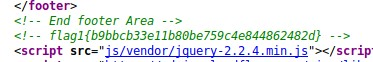 </footer>
<!-- End footer Area -->
<!-- flag1{b9bbcb33e11b80be759c4e844862482d} -->
<script src="js/vendor/jquery-2.2.4.min.js"></script